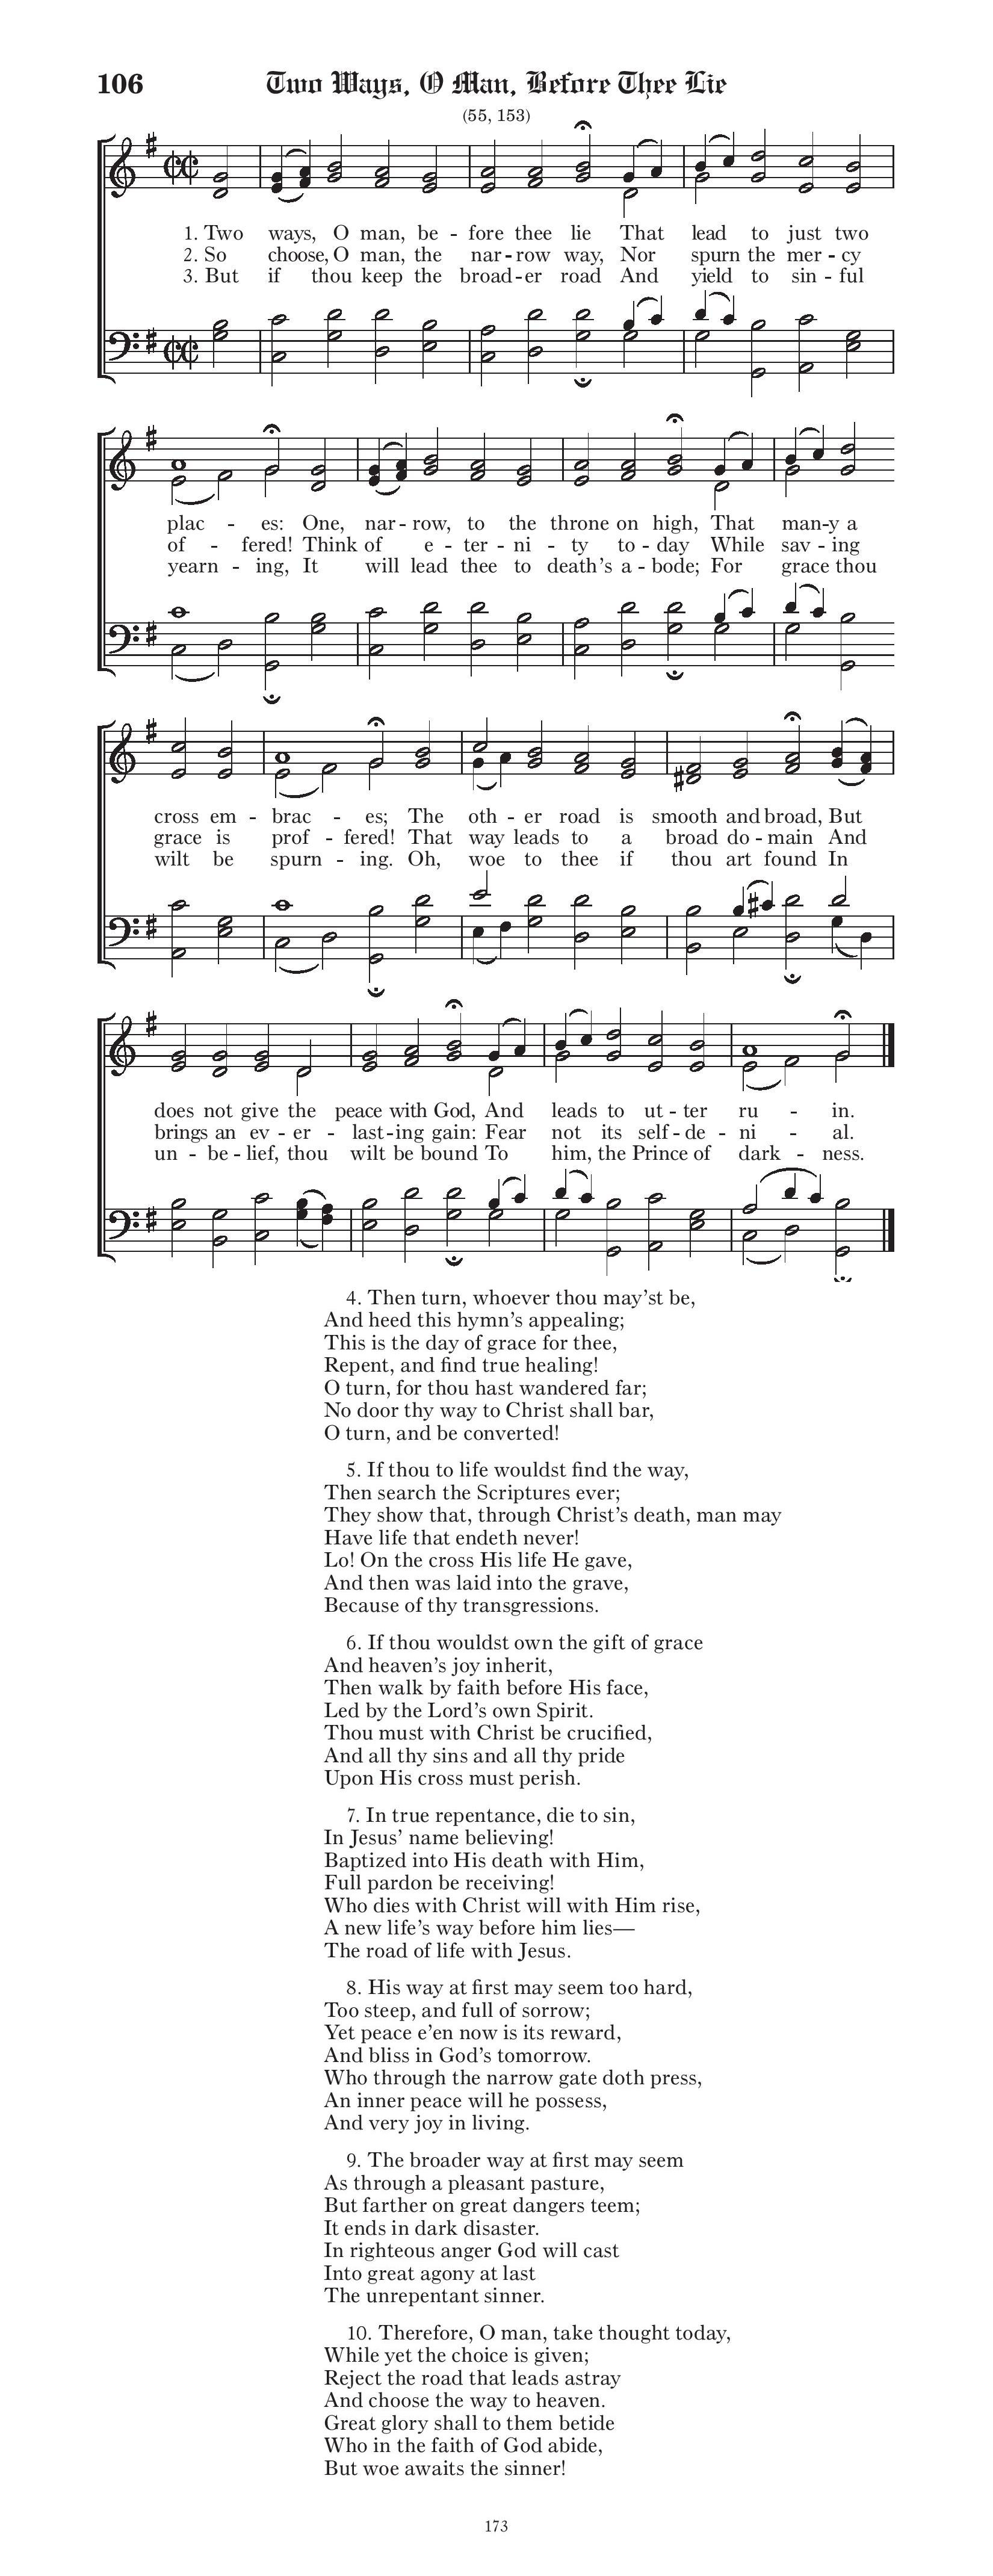 106 Two Ways, O Man, Before Thee Lie
(55, 153)
1. Two ways, O man, be - fore thee lie That lead to just two
2. So choose, O man, the nar - row way, Nor spurn the mer - cy
3. But if thou keep the broad - er road And yield to sin - ful
plac - es: One, nar - row, to the throne on high, That man - y a
of - fered! Think of e - ter - ni - ty to - day While sav - ing
yearn - ing, It will lead thee to death’s a - bode; For grace thou
cross em - brac - es; The oth - er road is smooth and broad, But
grace is prof - fered! That way leads to a broad do - main And
wilt be spurn - ing. Oh, woe to thee if thou art found In
does not give the peace with God, And leads to ut - ter ru - in.
brings an ev - er - last - ing gain: Fear not its self - de - ni - al.
un - be - lief, thou wilt be bound To him, the Prince of dark - ness.
4. Then turn, whoever thou may’st be,
And heed this hymn’s appealing;
This is the day of grace for thee,
Repent, and find true healing!
O turn, for thou hast wandered far;
No door thy way to Christ shall bar,
O turn, and be converted!
5. If thou to life wouldst find the way,
Then search the Scriptures ever;
They show that, through Christ’s death, man may
Have life that endeth never!
Lo! On the cross His life He gave,
And then was laid into the grave,
Because of thy transgressions.
6. If thou wouldst own the gift of grace
And heaven’s joy inherit,
Then walk by faith before His face,
Led by the Lord’s own Spirit.
Thou must with Christ be crucified,
And all thy sins and all thy pride
Upon His cross must perish.
7. In true repentance, die to sin,
In Jesus’ name believing!
Baptized into His death with Him,
Full pardon be receiving!
Who dies with Christ will with Him rise,
A new life’s way before him lies—
The road of life with Jesus.
8. His way at first may seem too hard,
Too steep, and full of sorrow;
Yet peace e’en now is its reward,
And bliss in God’s tomorrow.
Who through the narrow gate doth press,
An inner peace will he possess,
And very joy in living.
9. The broader way at first may seem
As through a pleasant pasture,
But farther on great dangers teem;
It ends in dark disaster.
In righteous anger God will cast
Into great agony at last
The unrepentant sinner.
10. Therefore, O man, take thought today,
While yet the choice is given;
Reject the road that leads astray
And choose the way to heaven.
Great glory shall to them betide
Who in the faith of God abide,
But woe awaits the sinner!
173